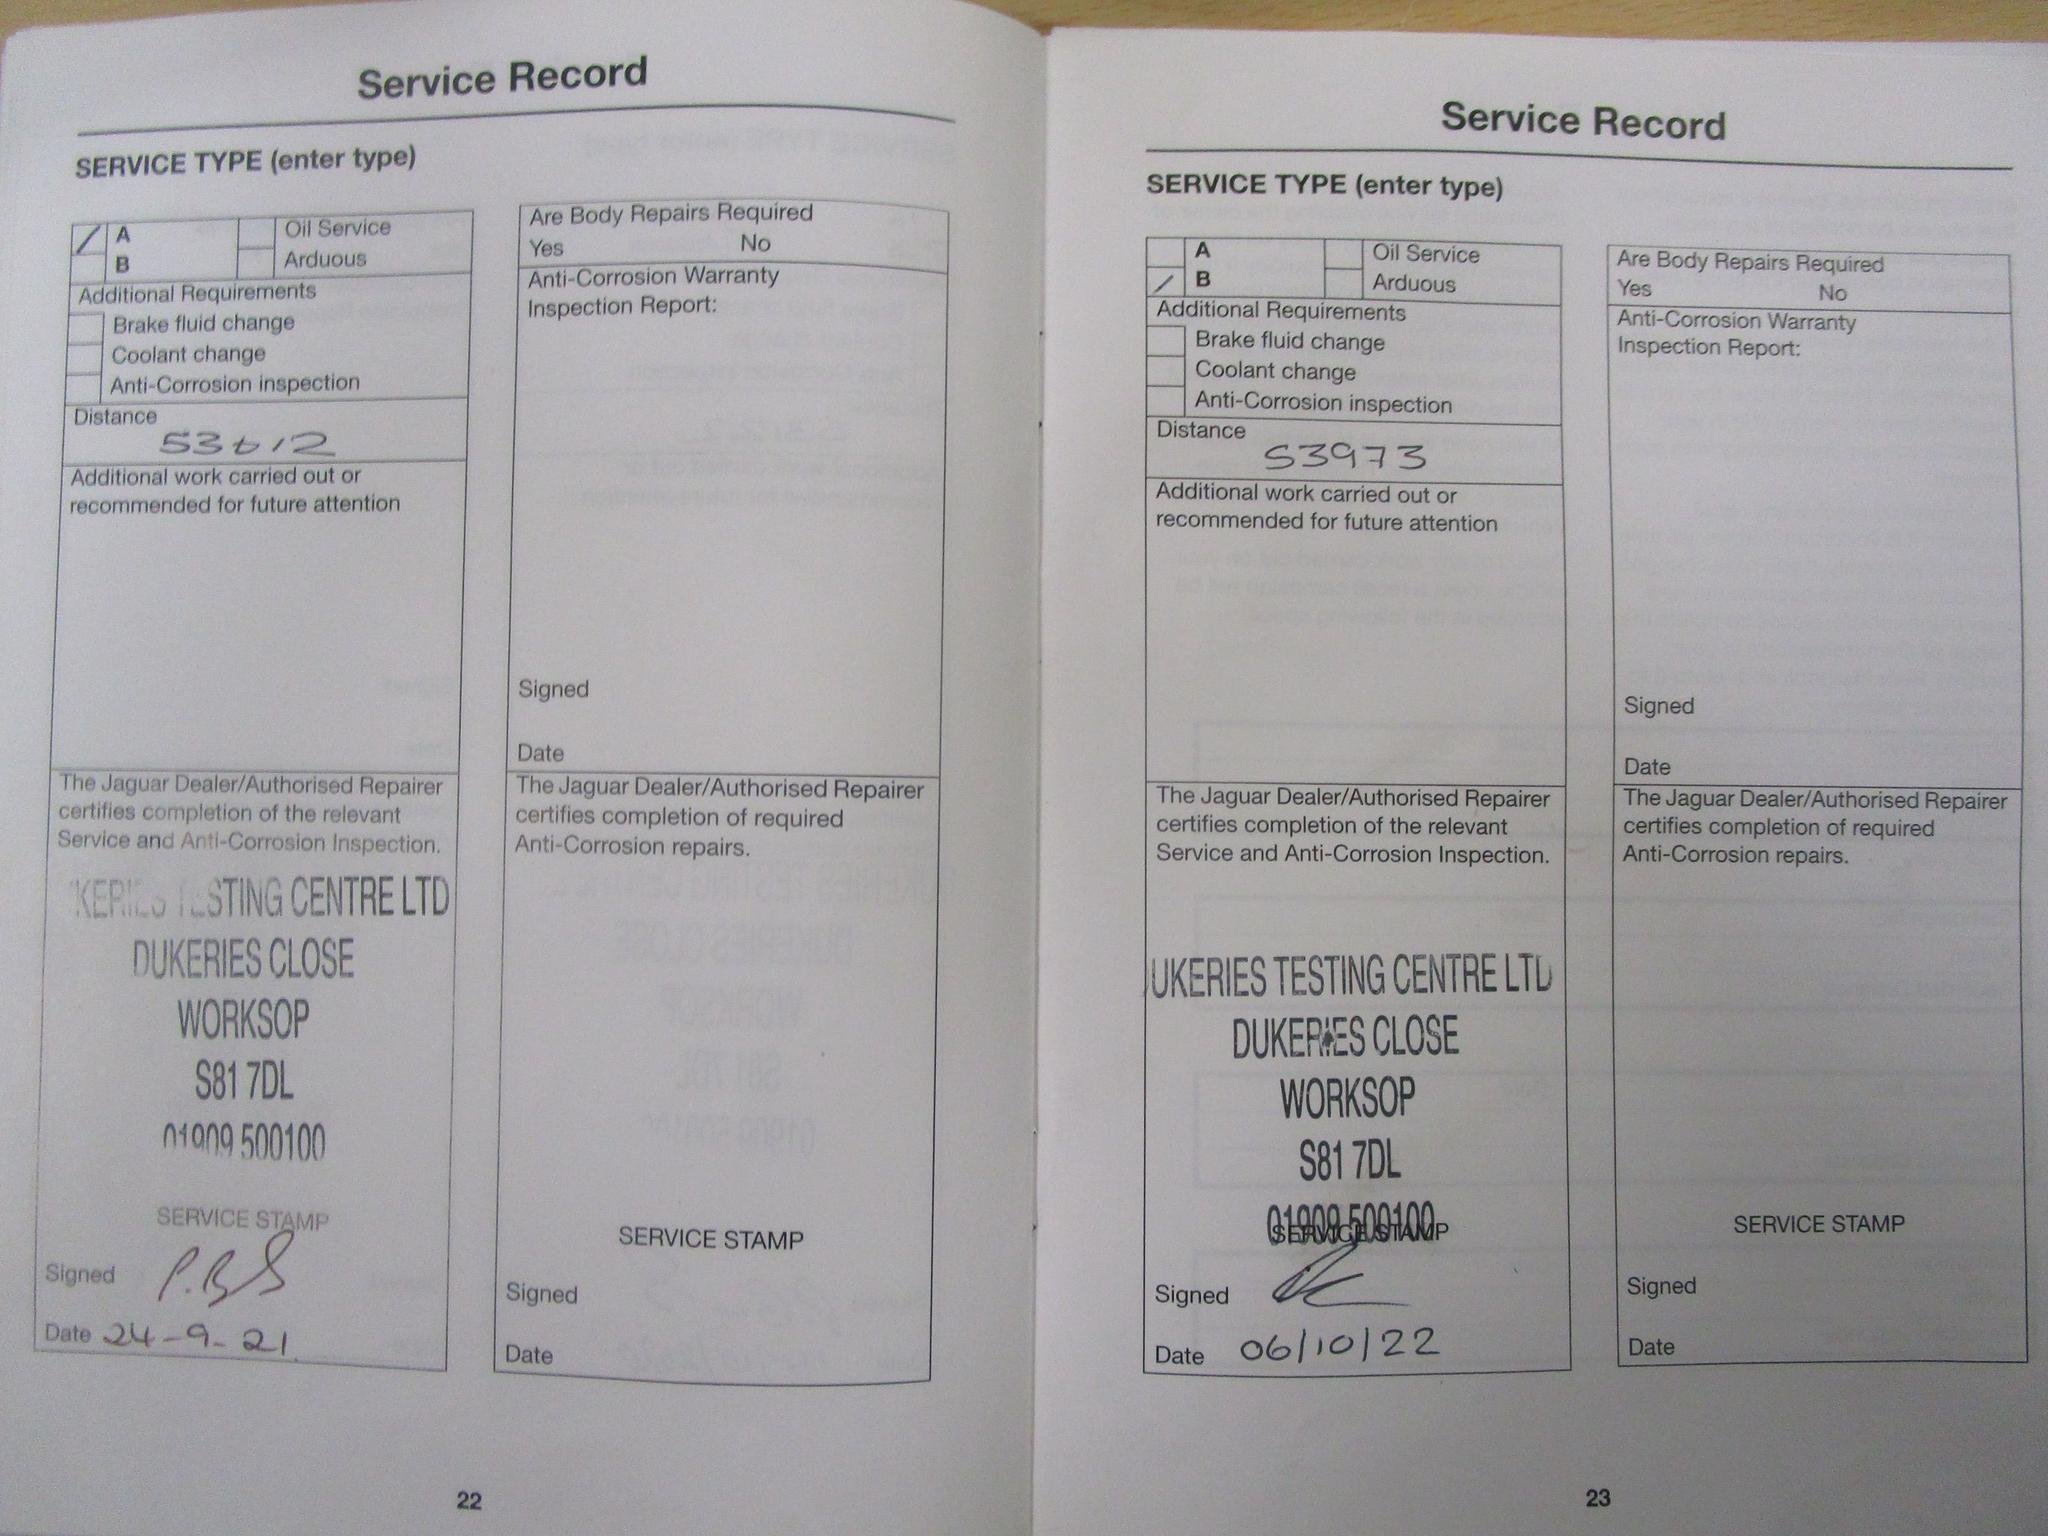 Service Record
SERVICE TYPE (enter type)
/ A Oil Service
B Arduous
Additional Requirements
Brake fluid change
Coolant change
Anti-Corrosion inspection
Distance
53612
Additional work carried out or
recommended for future attention
The Jaguar Dealer/Authorised Repairer
certifies completion of the relevant
Service and Anti-Corrosion Inspection.
KERIES TESTING CENTRE LTD
DUKERIES CLOSE
WORKSOP
S81 7DL
01909 500100
SERVICE STAMP
Signed
Date 24-9-21
Are Body Repairs Required
Yes No
Anti-Corrosion Warranty
Inspection Report:
Signed
Date
The Jaguar Dealer/Authorised Repairer
certifies completion of required
Anti-Corrosion repairs.
SERVICE STAMP
Signed
Date
22
Service Record
SERVICE TYPE (enter type)
A Oil Service
/ B Arduous
Additional Requirements
Brake fluid change
Coolant change
Anti-Corrosion inspection
Distance
53973
Additional work carried out or
recommended for future attention
The Jaguar Dealer/Authorised Repairer
certifies completion of the relevant
Service and Anti-Corrosion Inspection.
UKERIES TESTING CENTRE LTD
DUKERIES CLOSE
WORKSOP
S81 7DL
01909 500100
SERVICE STAMP
Signed
Date 06/10/22
Are Body Repairs Required
Yes No
Anti-Corrosion Warranty
Inspection Report:
Signed
Date
The Jaguar Dealer/Authorised Repairer
certifies completion of required
Anti-Corrosion repairs.
SERVICE STAMP
Signed
Date
23